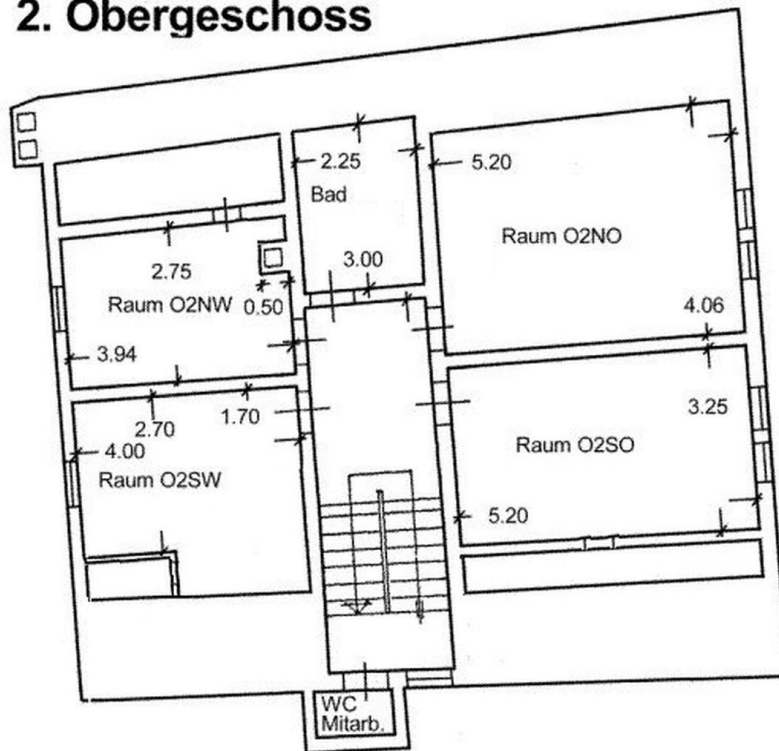 2. Obergeschoss
2.25
Bad
3.00
5.20
Raum O2NO
4.06
2.75
Raum O2NW
0.50
3.94
2.70
1.70
4.00
Raum O2SW
3.25
Raum O2SO
5.20
WC
Mitarb.